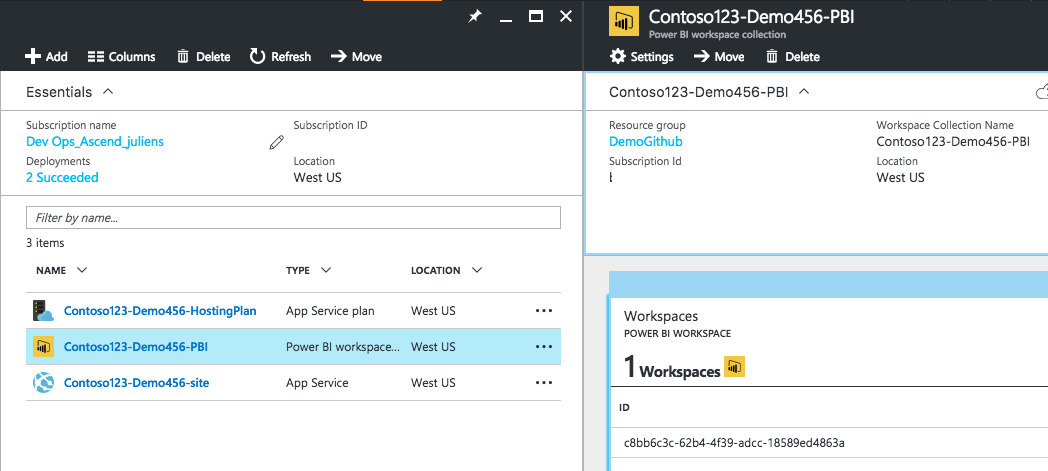 Add Columns Delete Refresh Move
Essentials
Subscription name
Dev Ops_Ascend_juliens
Subscription ID
Deployments
2 Succeeded
Location
West US
Filter by name...
3 items
NAME TYPE LOCATION
Contoso123-Demo456-HostingPlan App Service plan West US ...
Contoso123-Demo456-PBI Power BI workspace... West US ...
Contoso123-Demo456-site App Service West US ...
Contoso123-Demo456-PBI
Power BI workspace collection
Settings Move Delete
Contoso123-Demo456-PBI
Resource group
DemoGithub
Workspace Collection Name
Contoso123-Demo456-PBI
Subscription Id
Location
West US
Workspaces
POWER BI WORKSPACE
1 Workspaces
ID
c8bb6c3c-62b4-4f39-adcc-18589ed4863a